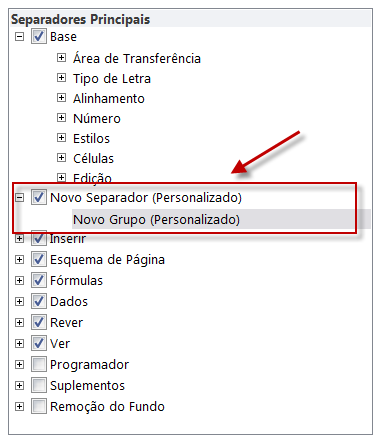 Separadores Principais
Base
Área de Transferência
Tipo de Letra
Alinhamento
Número
Estilos
Células
Edição
Novo Separador (Personalizado)
Novo Grupo (Personalizado)
Inserir
Esquema de Página
Fórmulas
Dados
Rever
Ver
Programador
Suplementos
Remoção do Fundo